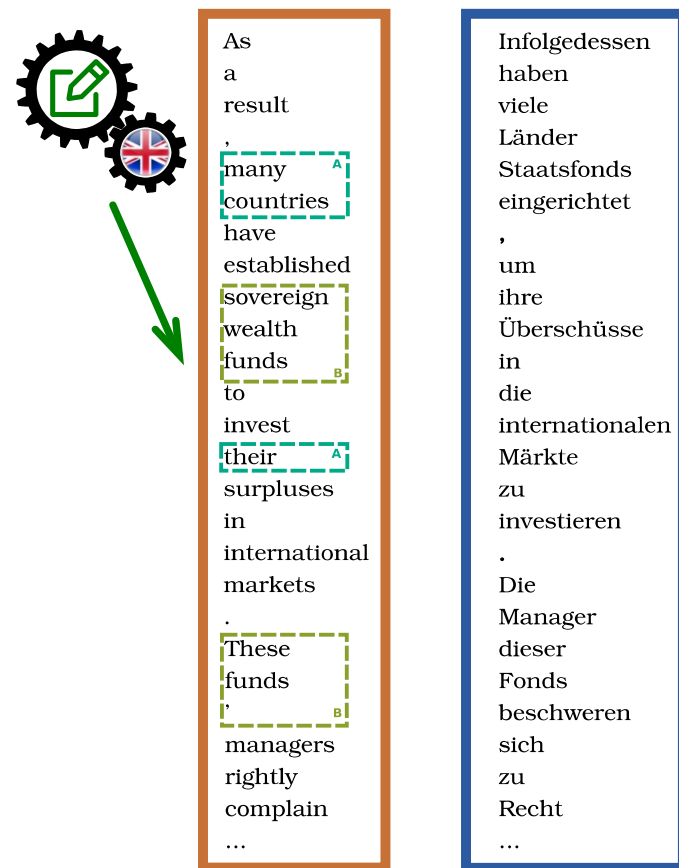 As
a
result
,
many A
countries
have
established
sovereign
wealth
funds
B
to
invest
their A
surpluses
in
international
markets
.
These
funds
’ B
managers
rightly
complain
...
Infolgedessen
haben
viele
Länder
Staatsfonds
eingerichtet
,
um
ihre
Überschüsse
in
die
internationalen
Märkte
zu
investieren
.
Die
Manager
dieser
Fonds
beschweren
sich
zu
Recht
...